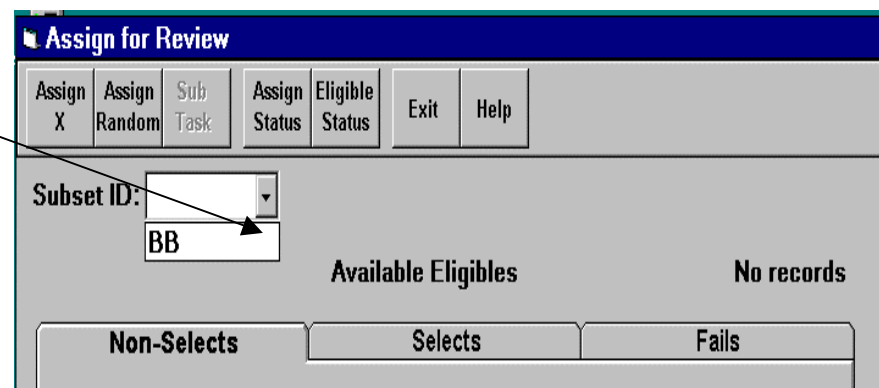 Assign for Review
Assign X Assign Random Sub Task Assign Status Eligible Status Exit Help
Subset ID:
BB
Available Eligibles No records
Non-Selects Selects Fails